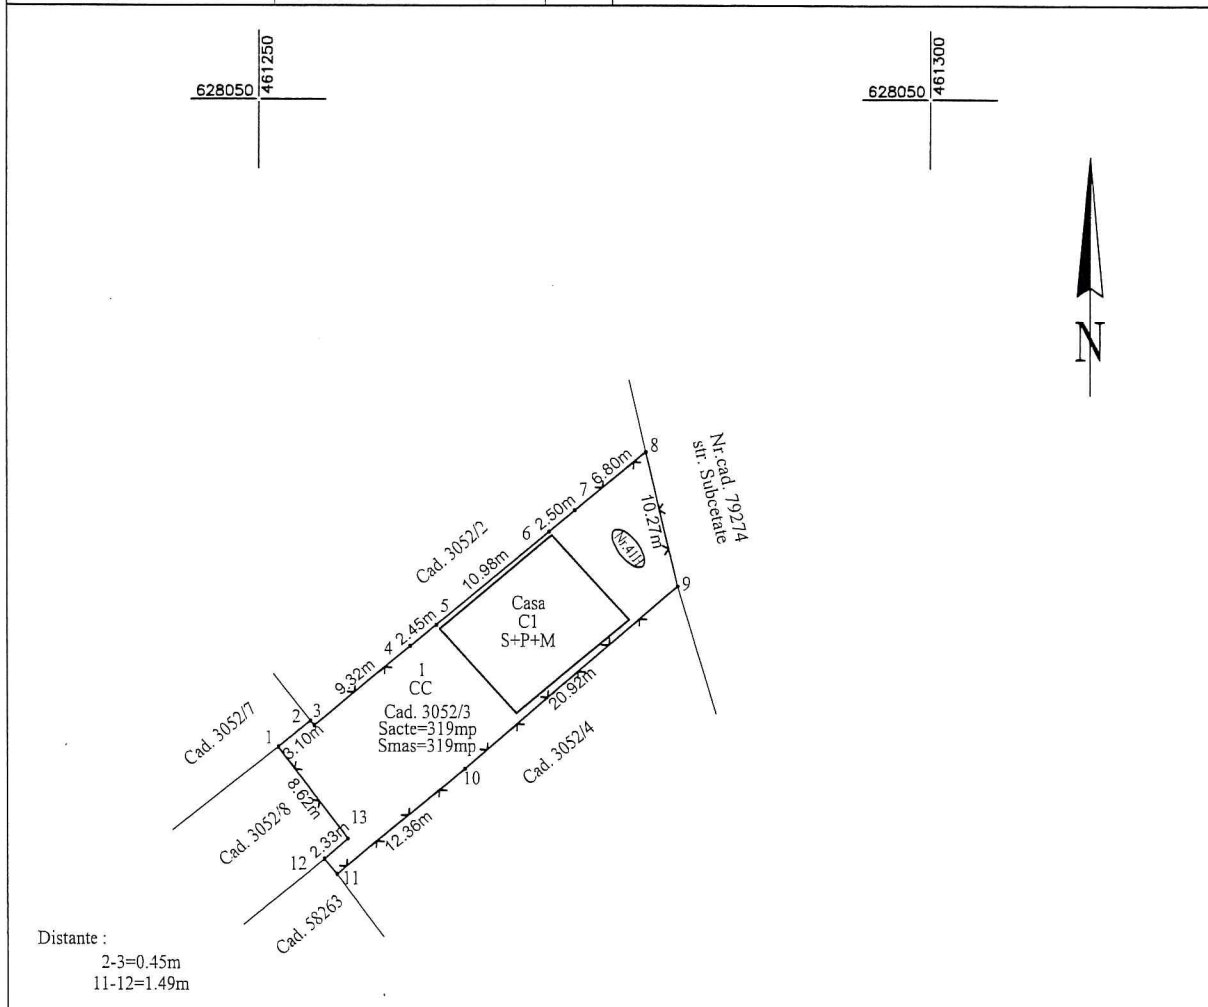 628050
461250
628050
461300
N
8
Nr.cad. 79274
str. Subcetate
6.80m
7
2.50m
6
10.27m
Cad. 3052/2
10.98m
9
5
Casa
C1
S+P+M
2.45m
4
9.32m
1
CC
20.92m
Cad. 3052/3
Sacte=319mp
Smas=319mp
Cad. 3052/7
2
3
1
3.10m
Cad. 3052/4
10
8.62m
Cad. 3052/8
13
12.36m
2.33m
12
11
Cad. 58263
Distante :
2-3=0.45m
11-12=1.49m